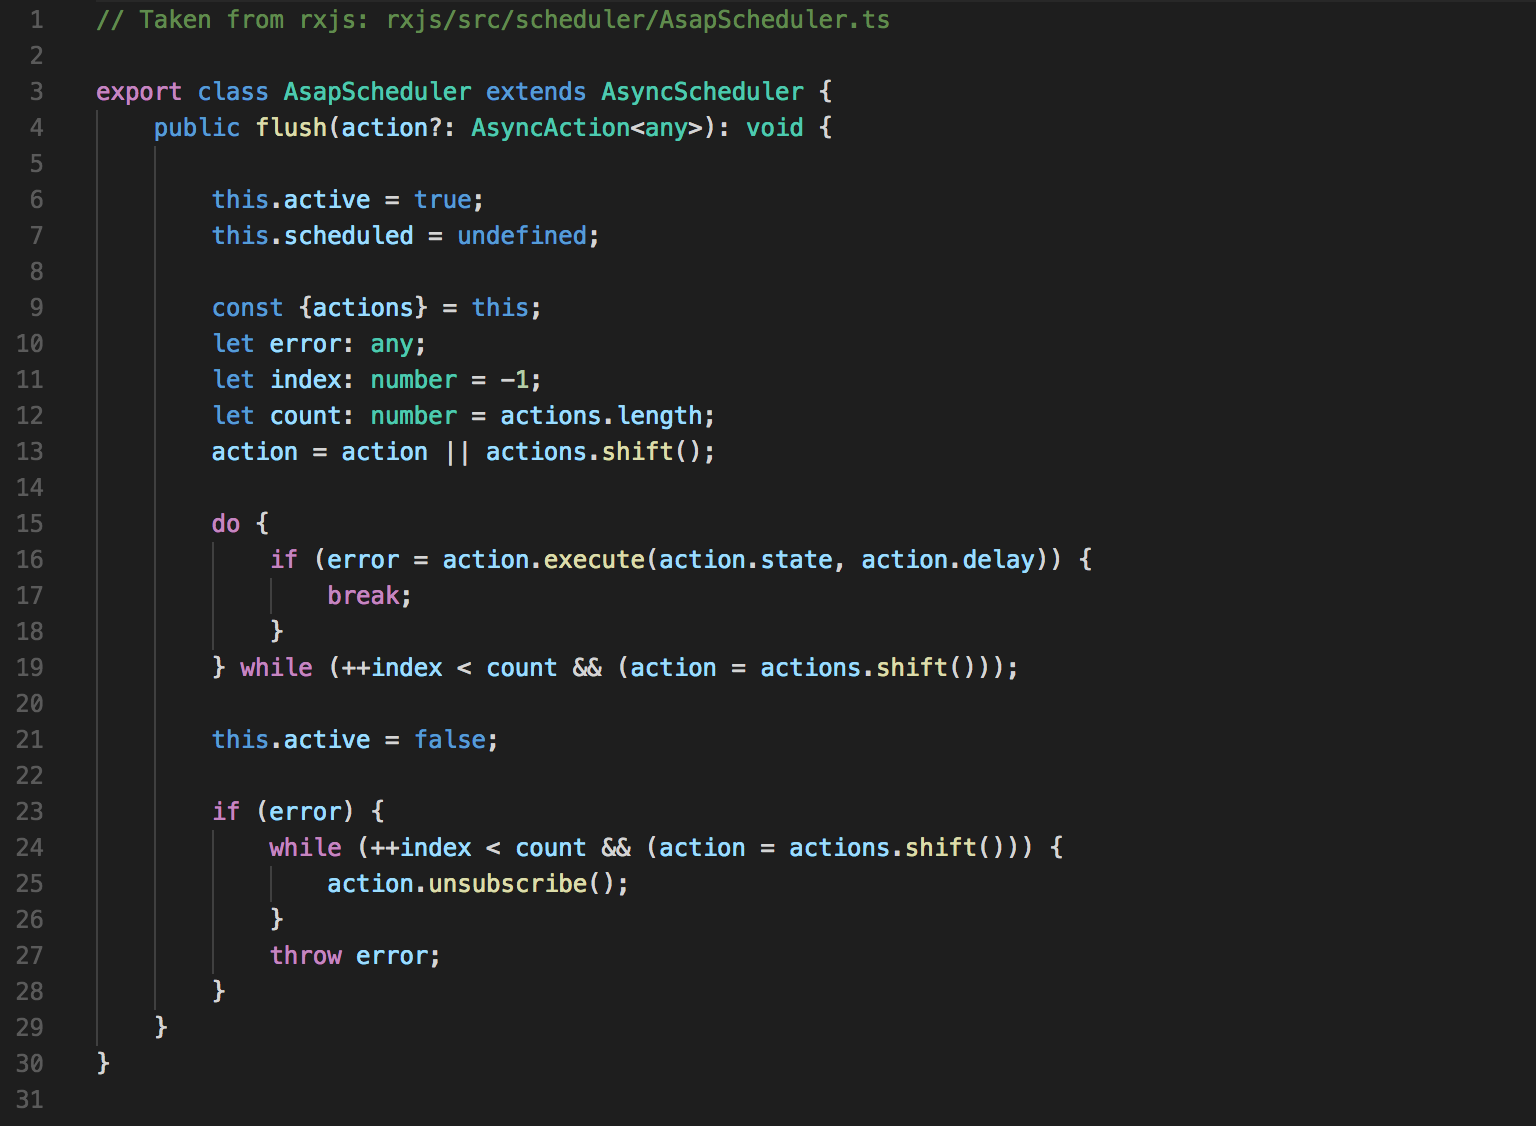 1 // Taken from rxjs: rxjs/src/scheduler/AsapScheduler.ts
2
3 export class AsapScheduler extends AsyncScheduler {
4     public flush(action?: AsyncAction<any>): void {
5
6         this.active = true;
7         this.scheduled = undefined;
8
9         const {actions} = this;
10         let error: any;
11         let index: number = -1;
12         let count: number = actions.length;
13         action = action || actions.shift();
14
15         do {
16             if (error = action.execute(action.state, action.delay)) {
17                 break;
18             }
19         } while (++index < count && (action = actions.shift()));
20
21         this.active = false;
22
23         if (error) {
24             while (++index < count && (action = actions.shift())) {
25                 action.unsubscribe();
26             }
27             throw error;
28         }
29     }
30 }
31